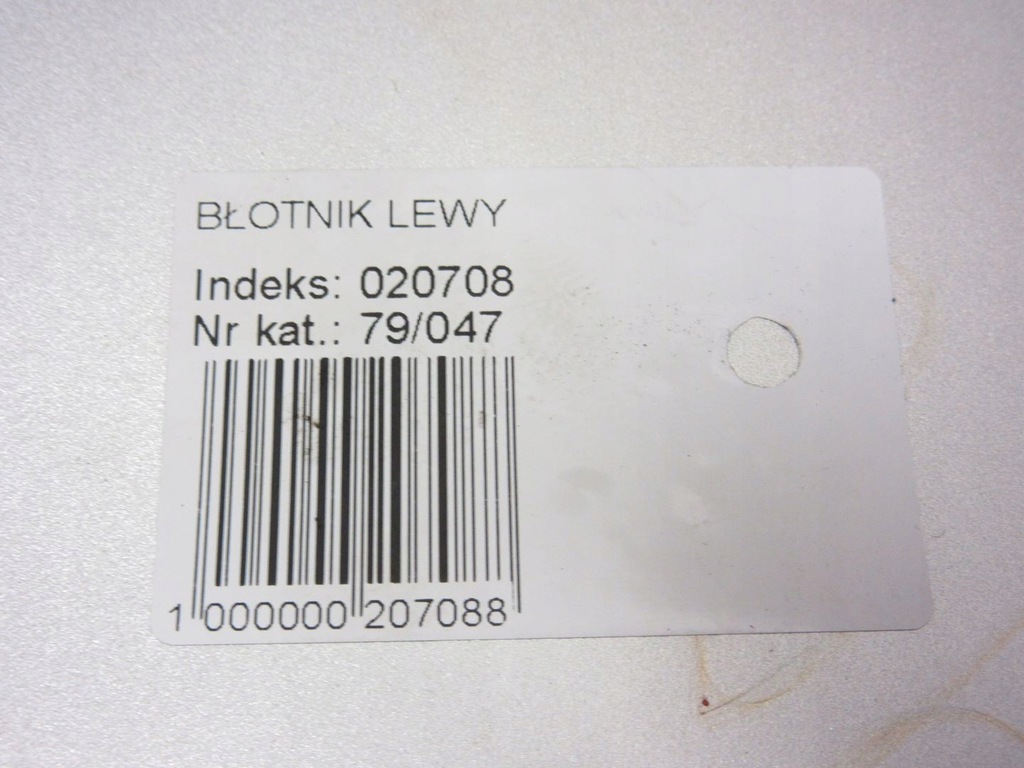 BŁOTNIK LEWY
Indeks: 020708
Nr kat.: 79/047
1 000000 207088